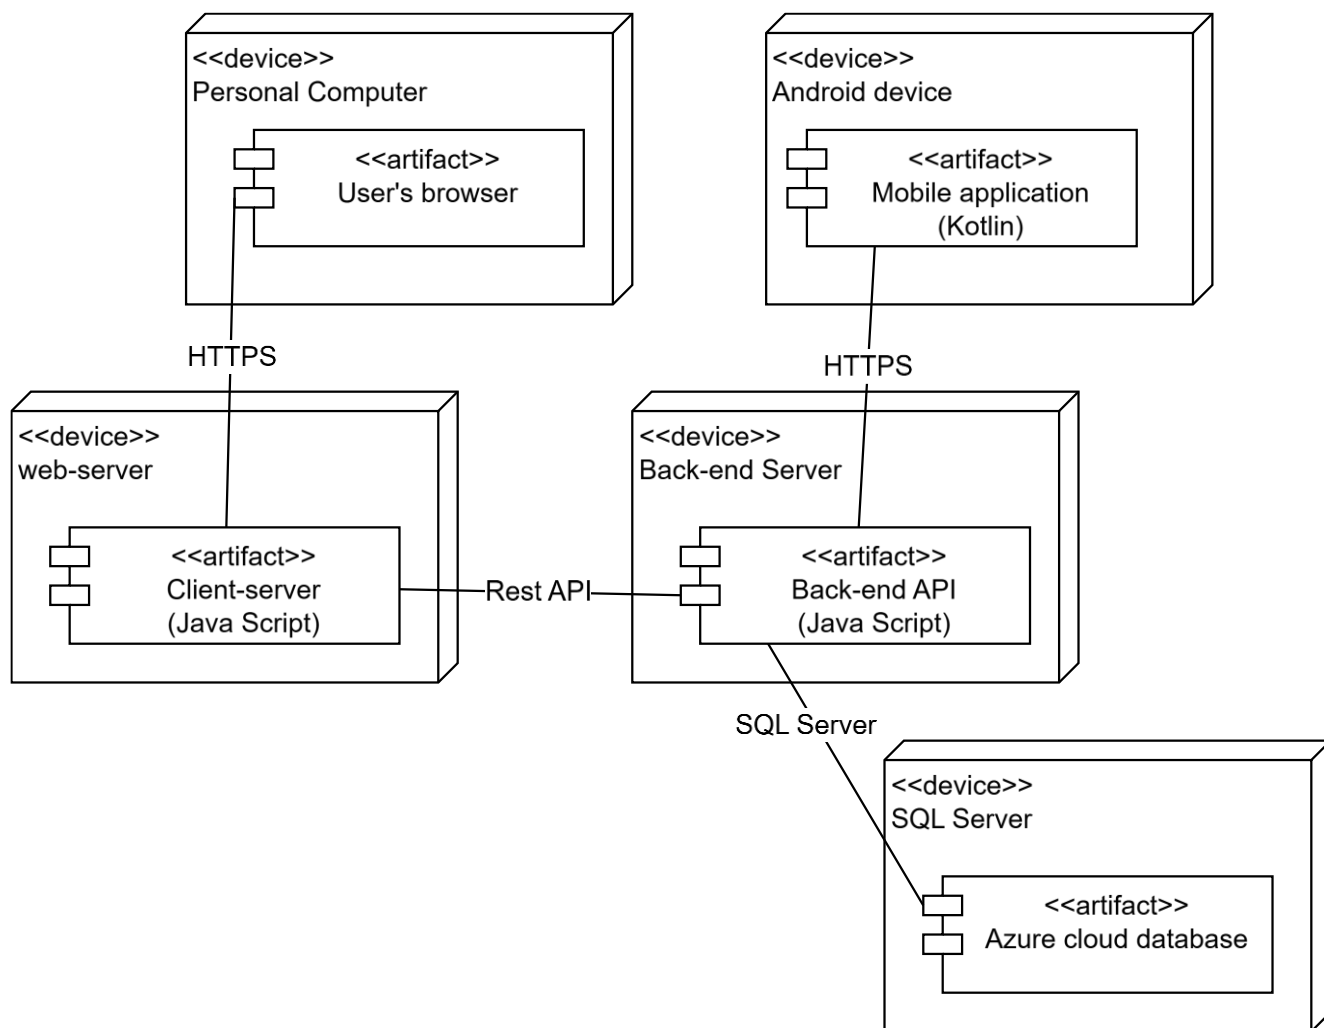 <<device>>
Personal Computer
<<artifact>>
User's browser
<<device>>
Android device
<<artifact>>
Mobile application
(Kotlin)
HTTPS
HTTPS
<<device>>
web-server
<<artifact>>
Client-server
(Java Script)
Rest API
<<device>>
Back-end Server
<<artifact>>
Back-end API
(Java Script)
SQL Server
<<device>>
SQL Server
<<artifact>>
Azure cloud database